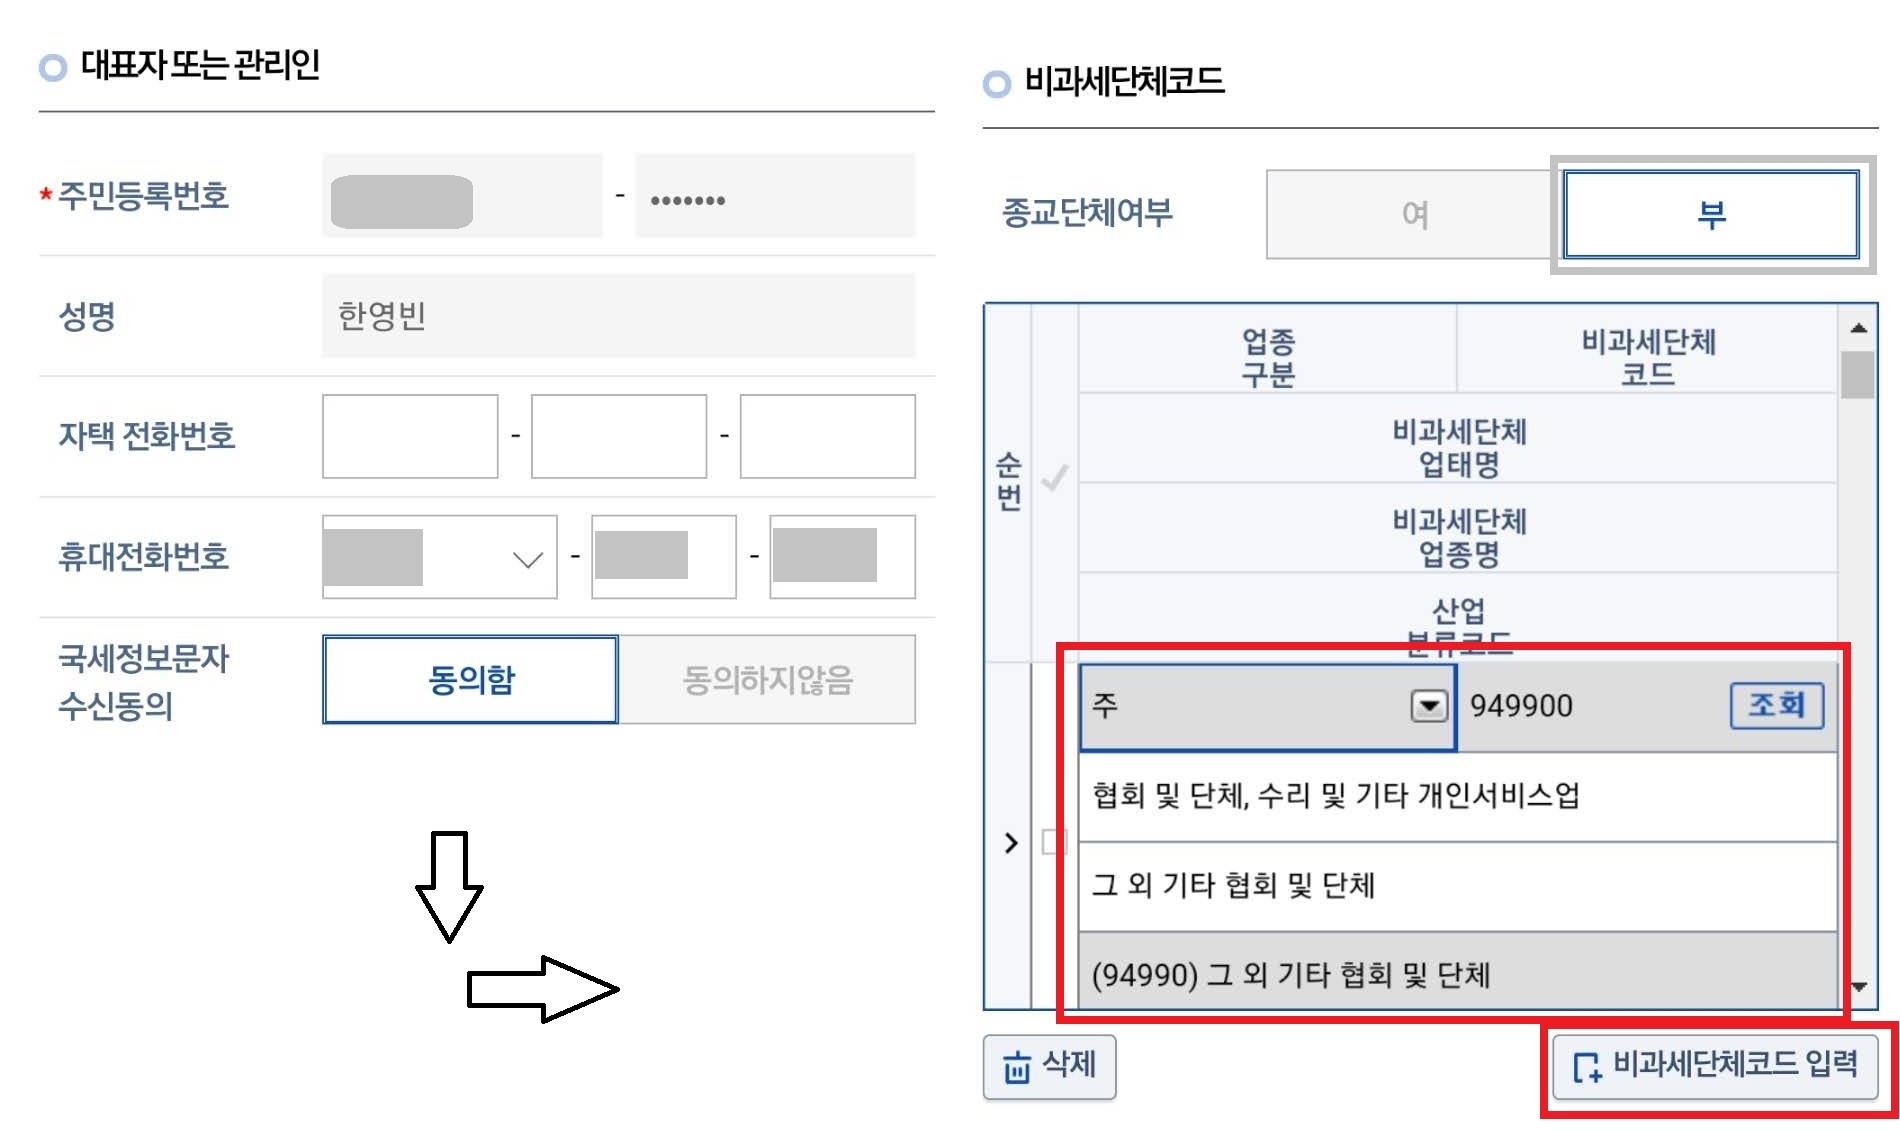 대표자 또는 관리인
* 주민등록번호 - •••••••
성명 한영빈
자택 전화번호 - -
휴대전화번호 - -
국세정보문자
수신동의
동의함 동의하지않음
비과세단체코드
종교단체여부 여 부
순
번
업종
구분
비과세단체
코드
비과세단체
업태명
비과세단체
업종명
산업
분류코드
주 949900 조회
협회 및 단체, 수리 및 기타 개인서비스업
그 외 기타 협회 및 단체
(94990) 그 외 기타 협회 및 단체
삭제 비과세단체코드 입력